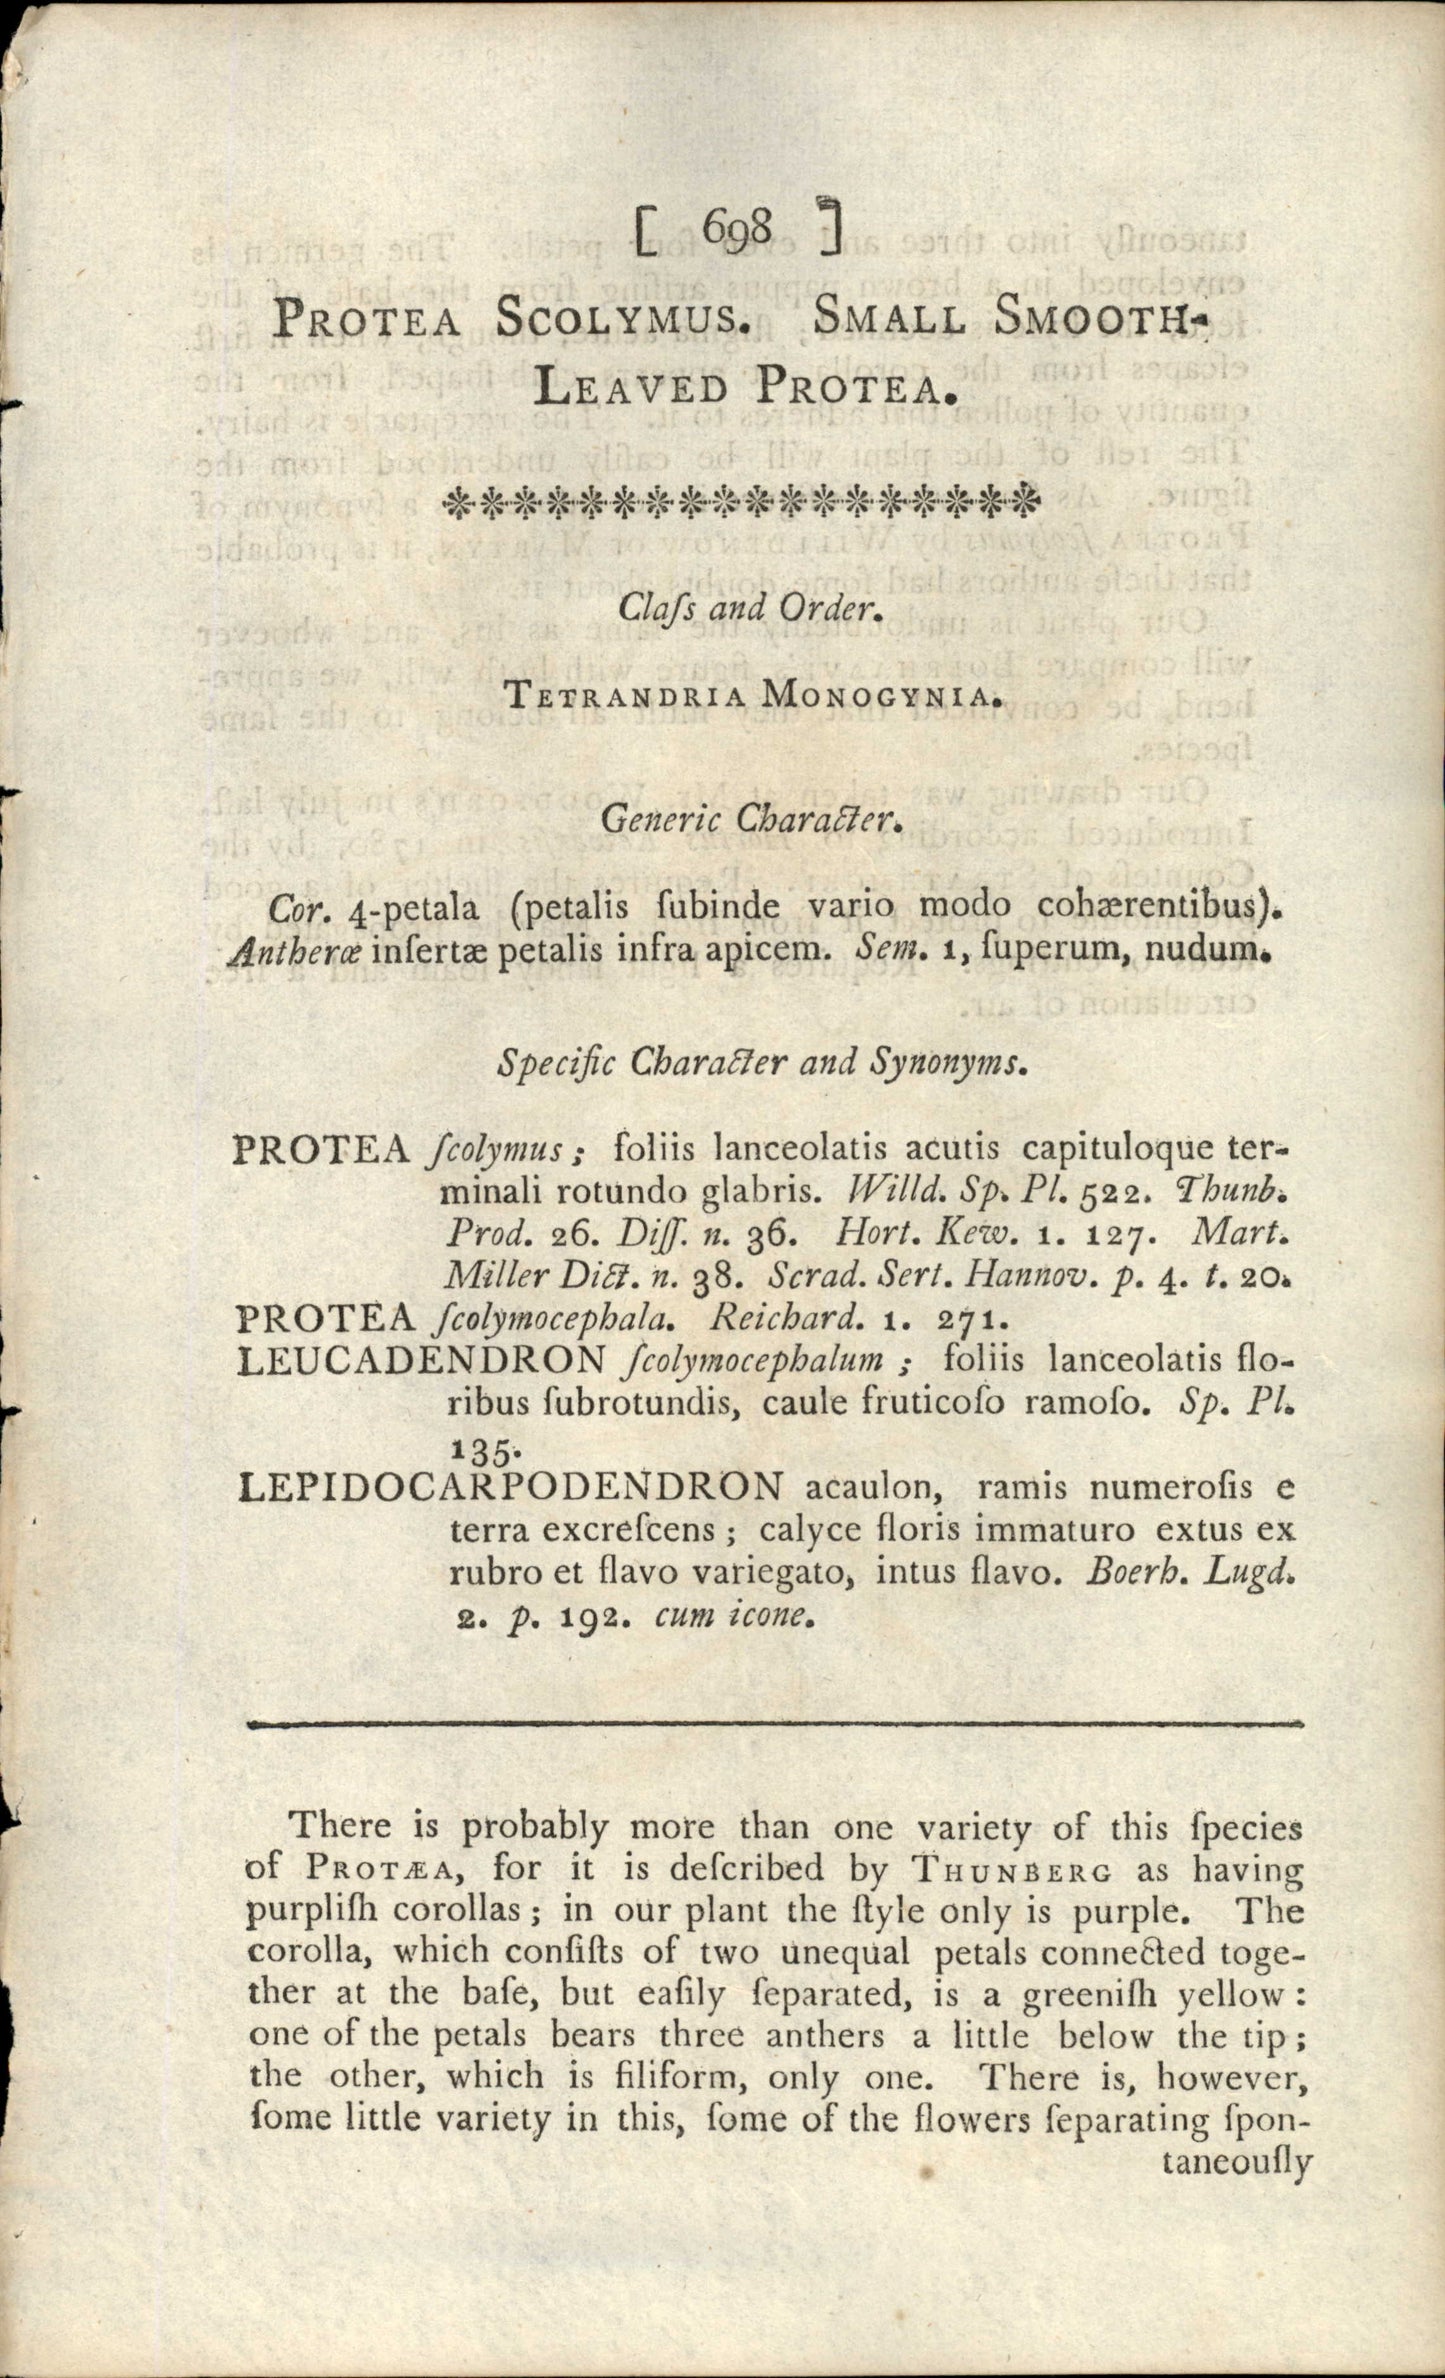 [ 698 ]
PROTEA SCOLYMUS. SMALL SMOOTH-
LEAVED PROTEA.
Claſs and Order.
TETRANDRIA MONOGYNIA.
Generic Character.
Cor. 4-petala (petalis ſubinde vario modo cohærentibus).
Antheræ inſertæ petalis infra apicem. Sem. 1, ſuperum, nudum.
Specific Character and Synonyms.
PROTEA ſcolymus; foliis lanceolatis acutis capituloque ter-
minali rotundo glabris. Willd. Sp. Pl. 522. Thunb.
Prod. 26. Diſſ. n. 36. Hort. Kew. 1. 127. Mart.
Miller Dict. n. 38. Scrad. Sert. Hannov. p. 4. t. 20.
PROTEA ſcolymocephala. Reichard. 1. 271.
LEUCADENDRON ſcolymocephalum; foliis lanceolatis flo-
ribus ſubrotundis, caule fruticoſo ramoſo. Sp. Pl.
135.
LEPIDOCARPODENDRON acaulon, ramis numeroſis e
terra excreſcens; calyce floris immaturo extus ex
rubro et flavo variegato, intus flavo. Boerh. Lugd.
2. p. 192. cum icone.
There is probably more than one variety of this ſpecies
of PROTÆA, for it is deſcribed by THUNBERG as having
purpliſh corollas; in our plant the ſtyle only is purple. The
corolla, which conſiſts of two unequal petals connected toge-
ther at the baſe, but eaſily ſeparated, is a greeniſh yellow:
one of the petals bears three anthers a little below the tip;
the other, which is filiform, only one. There is, however,
ſome little variety in this, ſome of the flowers ſeparating ſpon-
taneouſly